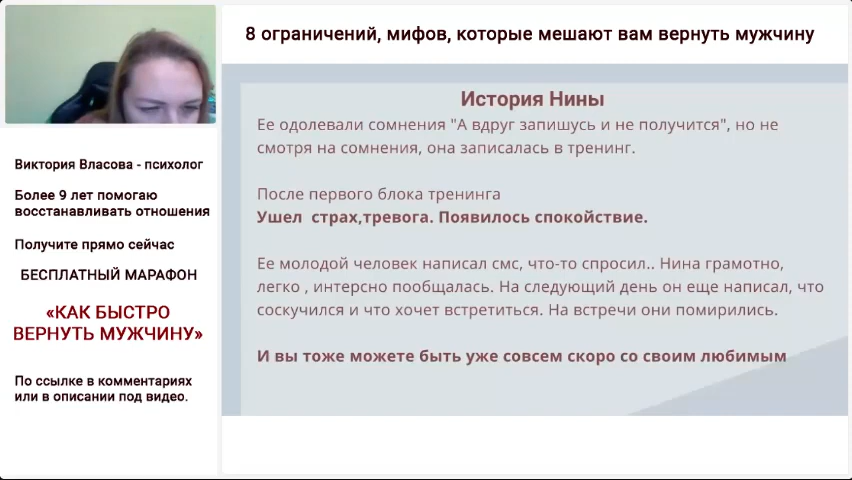 8 ограничений, мифов, которые мешают вам вернуть мужчину
История Нины
Ее одолевали сомнения "А вдруг запишусь и не получится", но не
смотря на сомнения, она записалась в тренинг.
После первого блока тренинга
Ушел страх,тревога. Появилось спокойствие.
Ее молодой человек написал смс, что-то спросил.. Нина грамотно,
легко , интерсно пообщалась. На следующий день он еще написал, что
соскучился и что хочет встретиться. На встречи они помирились.
И вы тоже можете быть уже совсем скоро со своим любимым
Виктория Власова - психолог
Более 9 лет помогаю
восстанавливать отношения
Получите прямо сейчас
БЕСПЛАТНЫЙ МАРАФОН
«КАК БЫСТРО
ВЕРНУТЬ МУЖЧИНУ»
По ссылке в комментариях
или в описании под видео.